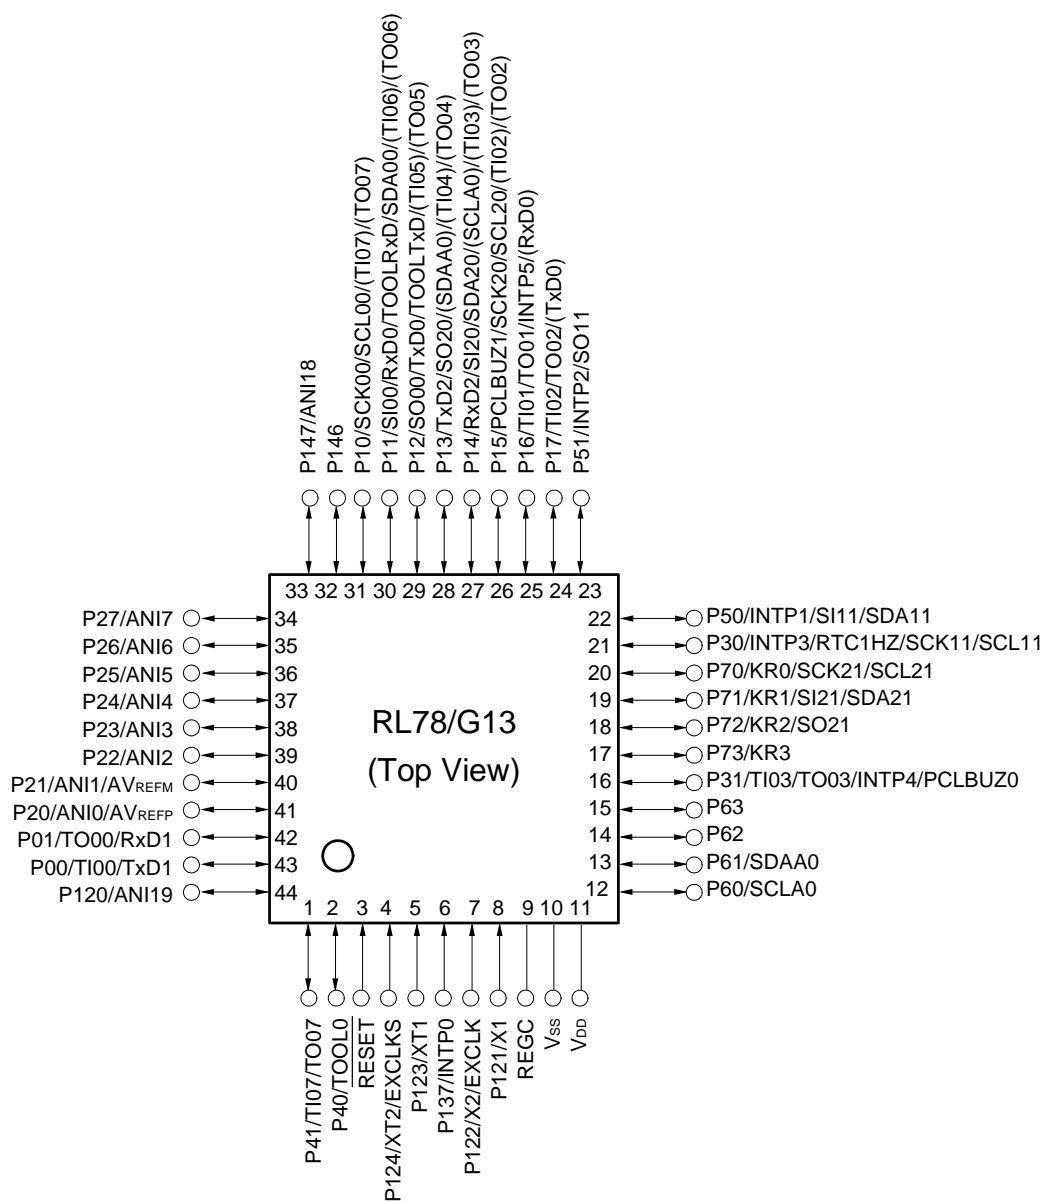 P147/ANI18
P146
P10/SCK00/SCL00/(TI07)/(TO07)
P11/SI00/RxD0/TOOLRxD/SDA00/(TI06)/(TO06)
P12/SO00/TxD0/TOOLTxD/(TI05)/(TO05)
P13/TxD2/SO20/(SDAA0)/(TI04)/(TO04)
P14/RxD2/SI20/SDA20/(SCLA0)/(TI03)/(TO03)
P15/PCLBUZ1/SCK20/SCL20/(TI02)/(TO02)
P16/TI01/TO01/INTP5/(RxD0)
P17/TI02/TO02/(TxD0)
P51/INTP2/SO11
33 32 31 30 29 28 27 26 25 24 23
P27/ANI7 34
P26/ANI6 35
P25/ANI5 36
P24/ANI4 37
P23/ANI3 38
P22/ANI2 39
P21/ANI1/AVREFM 40
P20/ANI0/AVREFP 41
P01/TO00/RxD1 42
P00/TI00/TxD1 43
P120/ANI19 44
RL78/G13
(Top View)
22 P50/INTP1/SI11/SDA11
21 P30/INTP3/RTC1HZ/SCK11/SCL11
20 P70/KR0/SCK21/SCL21
19 P71/KR1/SI21/SDA21
18 P72/KR2/SO21
17 P73/KR3
16 P31/TI03/TO03/INTP4/PCLBUZ0
15 P63
14 P62
13 P61/SDAA0
12 P60/SCLA0
1 2 3 4 5 6 7 8 9 10 11
P41/TI07/TO07
P40/TOOL0
RESET
P124/XT2/EXCLKS
P123/XT1
P137/INTP0
P122/X2/EXCLK
P121/X1
REGC
VSS
VDD